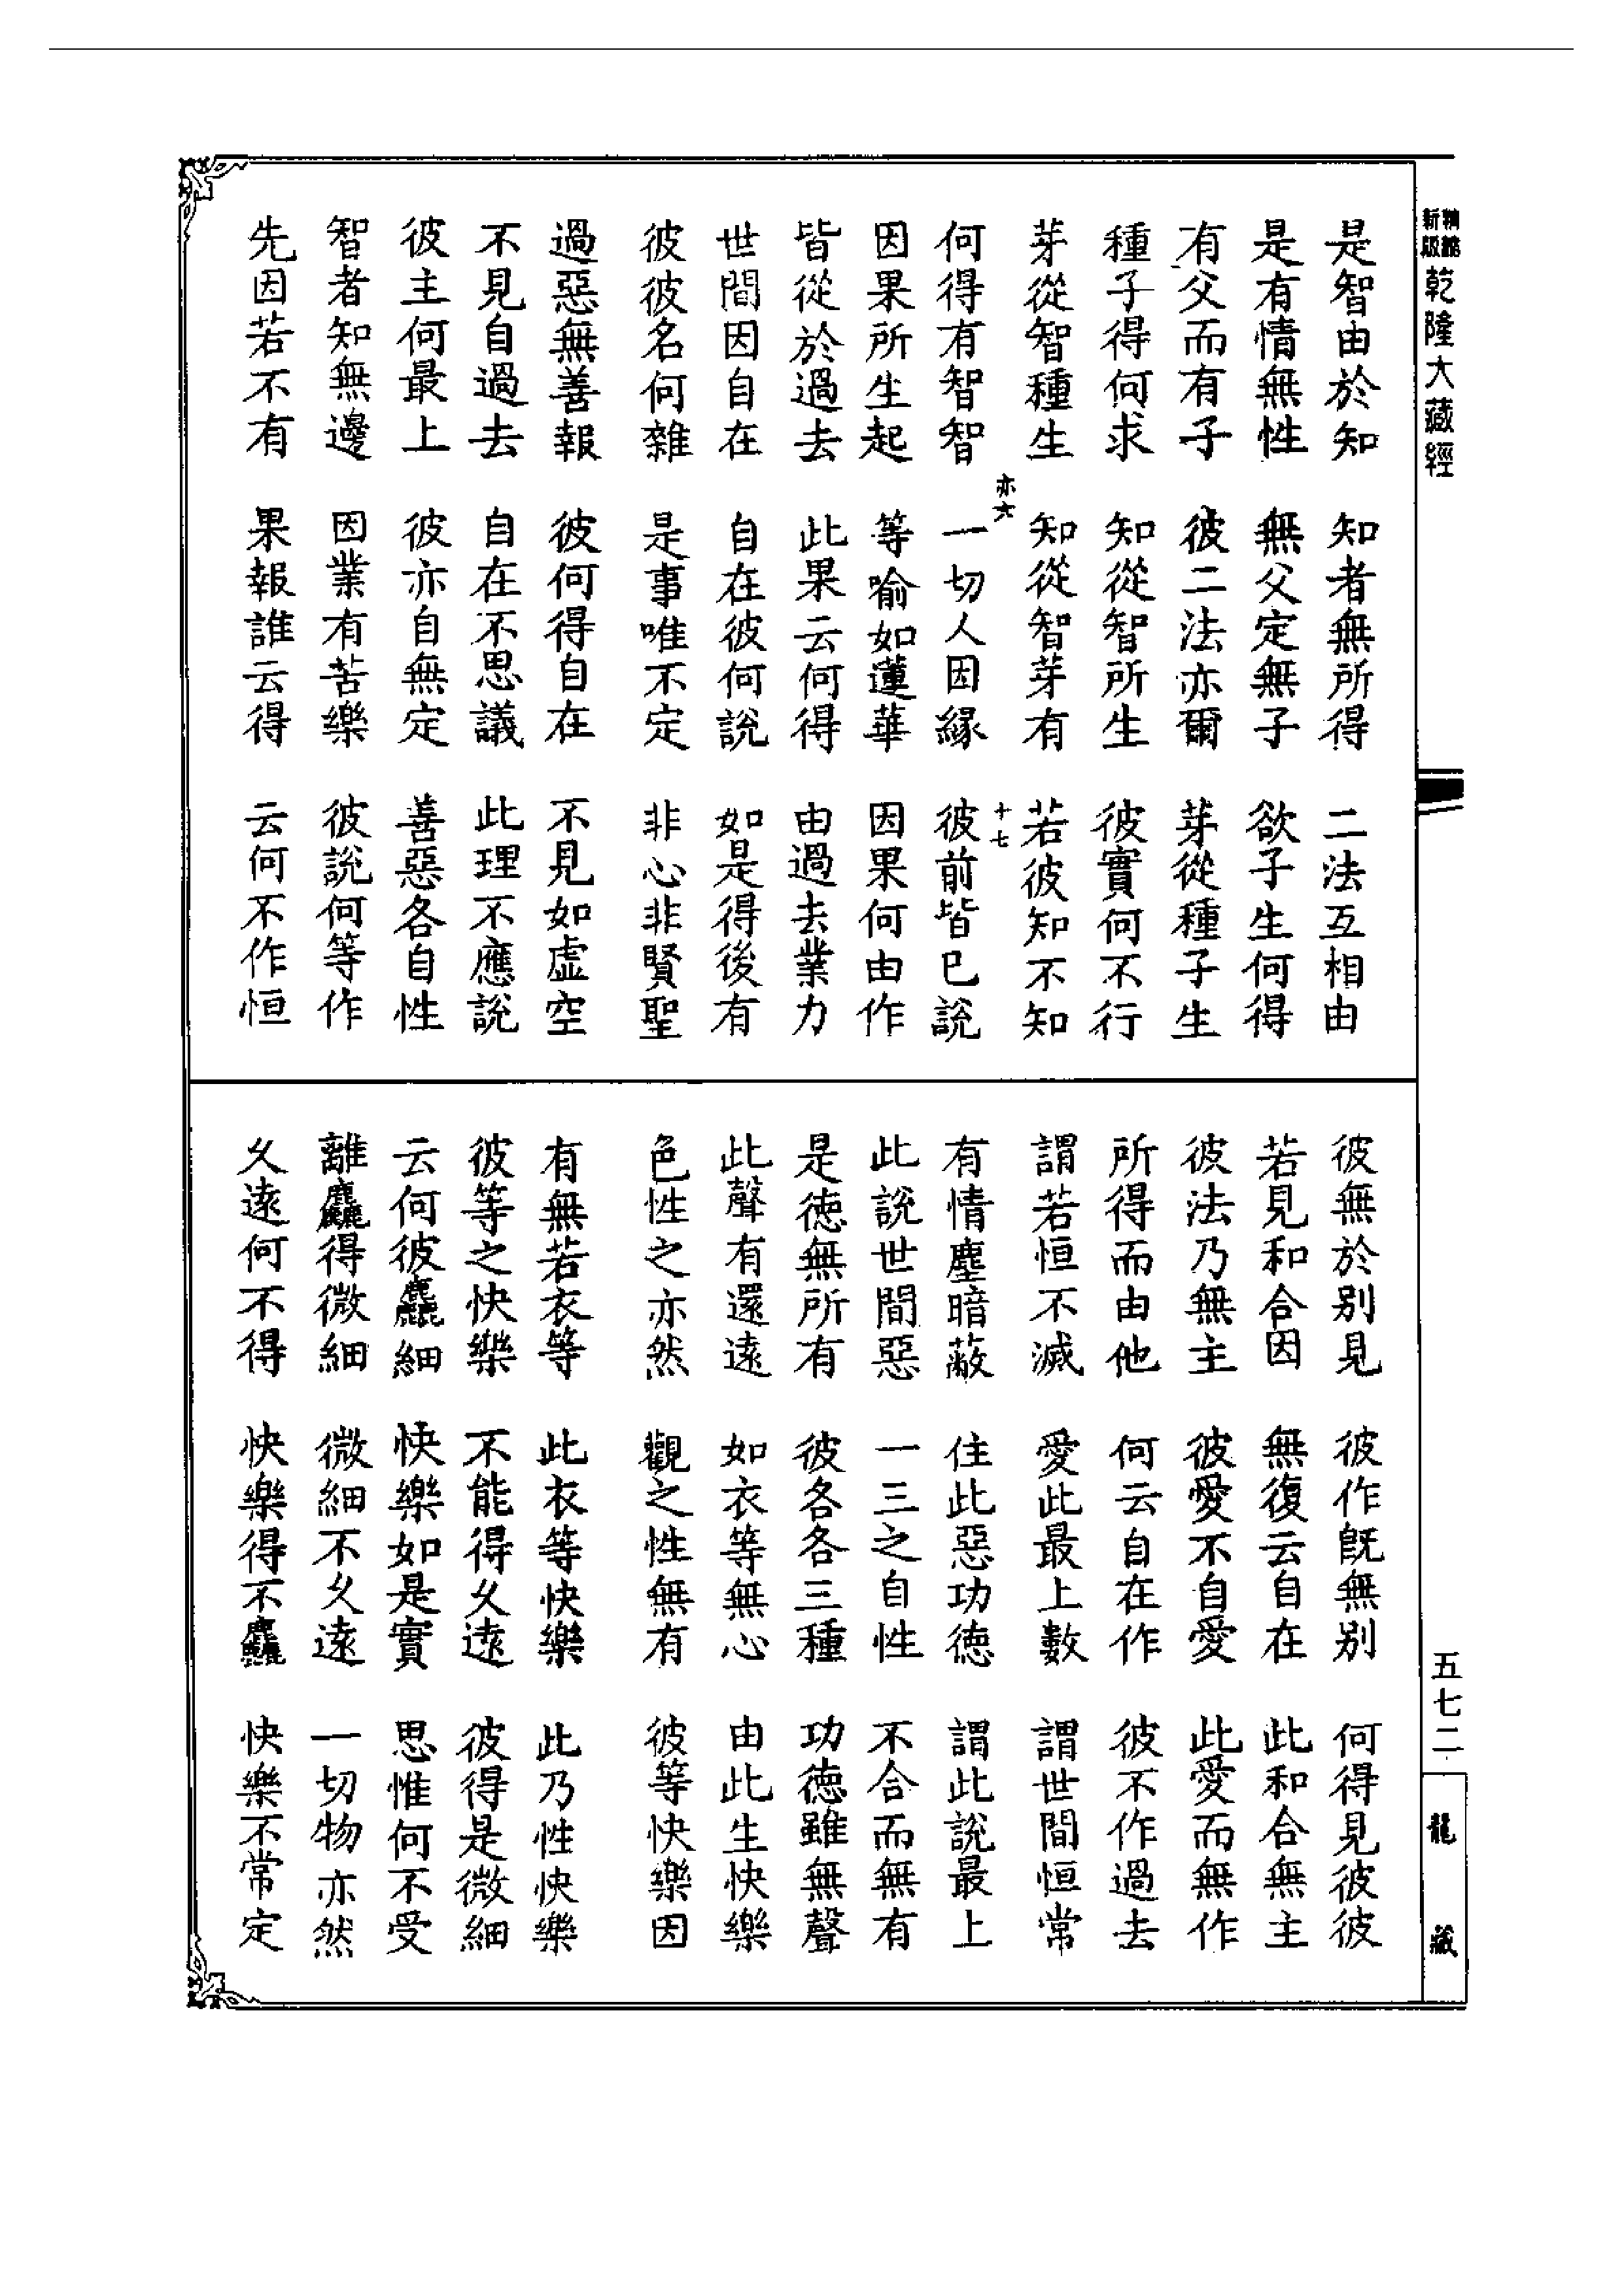 新版 精縮 乾隆大藏經
是智由於知 知者無所得 二法互相由
是有情無性 無父定無子 欲子生何得
有父而有子 彼二法亦爾 芽從種子生
種子得何求 知從智所生 彼實何不行
芽從智種生 知從智芽有 若彼知不知
亦六 十七
何得有智智 一切人因緣 彼前皆已說
因果所生起 等喻如蓮華 因果何由作
皆從於過去 此果云何得 由過去業力
世間因自在 自在彼何說 如是得後有
彼彼名何雜 是事唯不定 非心非賢聖
過惡無善報 彼何得自在 不見如虛空
不見自過去 自在不思議 此理不應說
彼主何最上 彼亦自無定 善惡各自性
智者知無邊 因業有苦樂 彼說何等作
先因若不有 果報誰云得 云何不作恒
彼無於別見 彼作旣無別 何得見彼彼
若見和合因 無復云自在 此和合無主
彼法乃無主 彼愛不自愛 此愛而無作
所得而由他 何云自在作 彼不作過去
謂若恒不滅 愛此最上數 謂世間恒常
有情塵暗蔽 住此惡功德 謂此說最上
此說世間惡 一三之自性 不合而無有
是德無所有 彼各各三種 功德雖無聲
此聲有還遠 如衣等無心 由此生快樂
色性之亦然 觀之性無有 彼等快樂因
有無若衣等 此衣等快樂 此乃性快樂
彼等之快樂 不能得久遠 彼得是微細
云何彼麤細 快樂如是實 思惟何不受
離麤得微細 微細不久遠 一切物亦然
久遠何不得 快樂得不麤 快樂不常定
五七二
龍藏